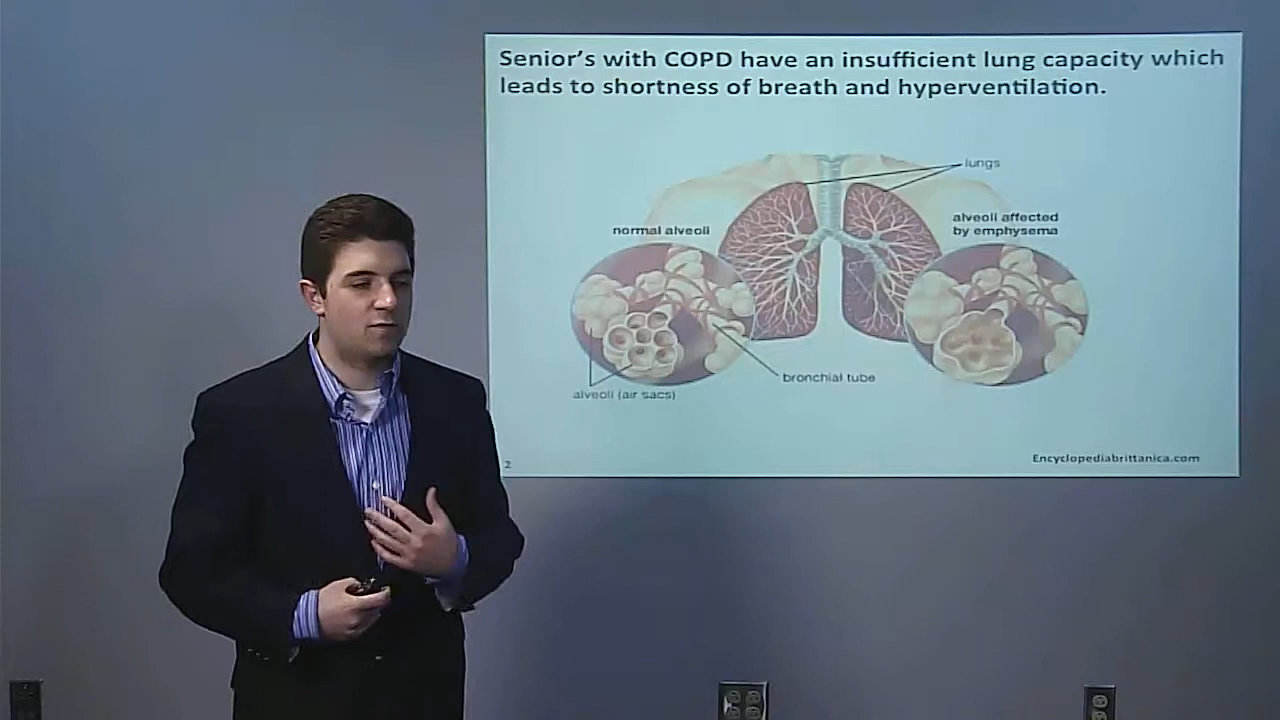 Senior's with COPD have an insufficient lung capacity which
leads to shortness of breath and hyperventilation.
lungs
normal alveoli
alveoli affected
by emphysema
bronchial tube
alveoli (air sacs)
2
Encyclopediabrittanica.com